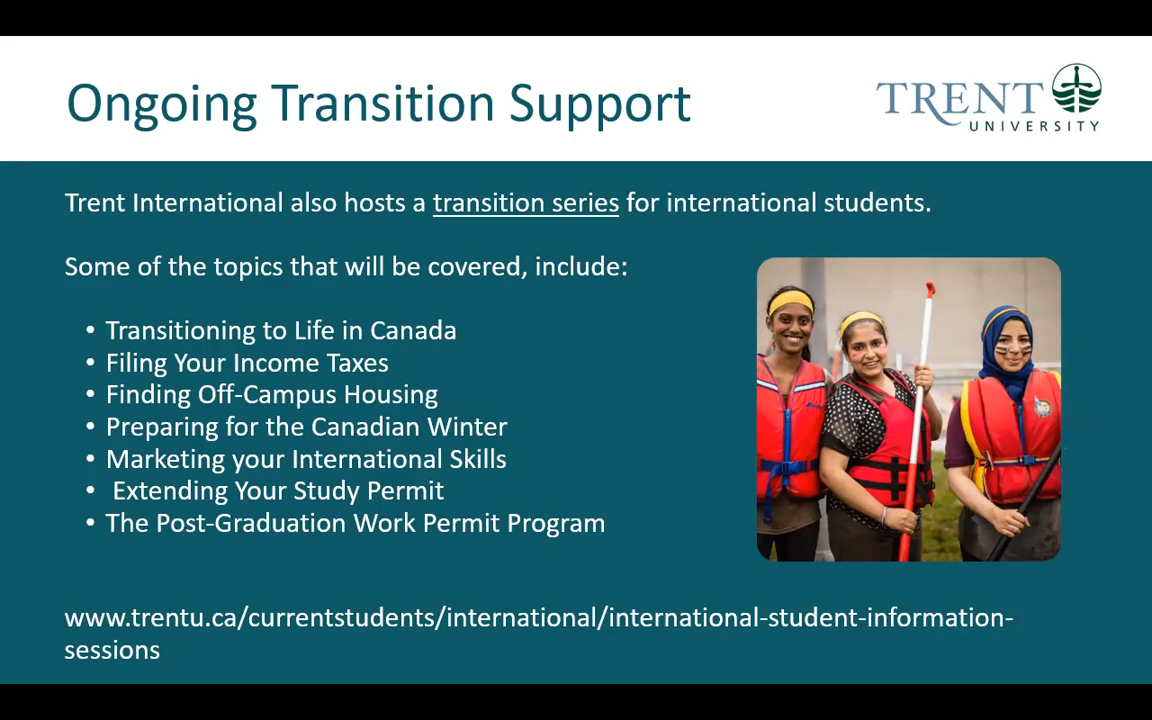 Ongoing Transition Support
TRENT
UNIVERSITY
Trent International also hosts a transition series for international students.
Some of the topics that will be covered, include:
• Transitioning to Life in Canada
• Filing Your Income Taxes
• Finding Off-Campus Housing
• Preparing for the Canadian Winter
• Marketing your International Skills
• Extending Your Study Permit
• The Post-Graduation Work Permit Program
www.trentu.ca/currentstudents/international/international-student-information-
sessions